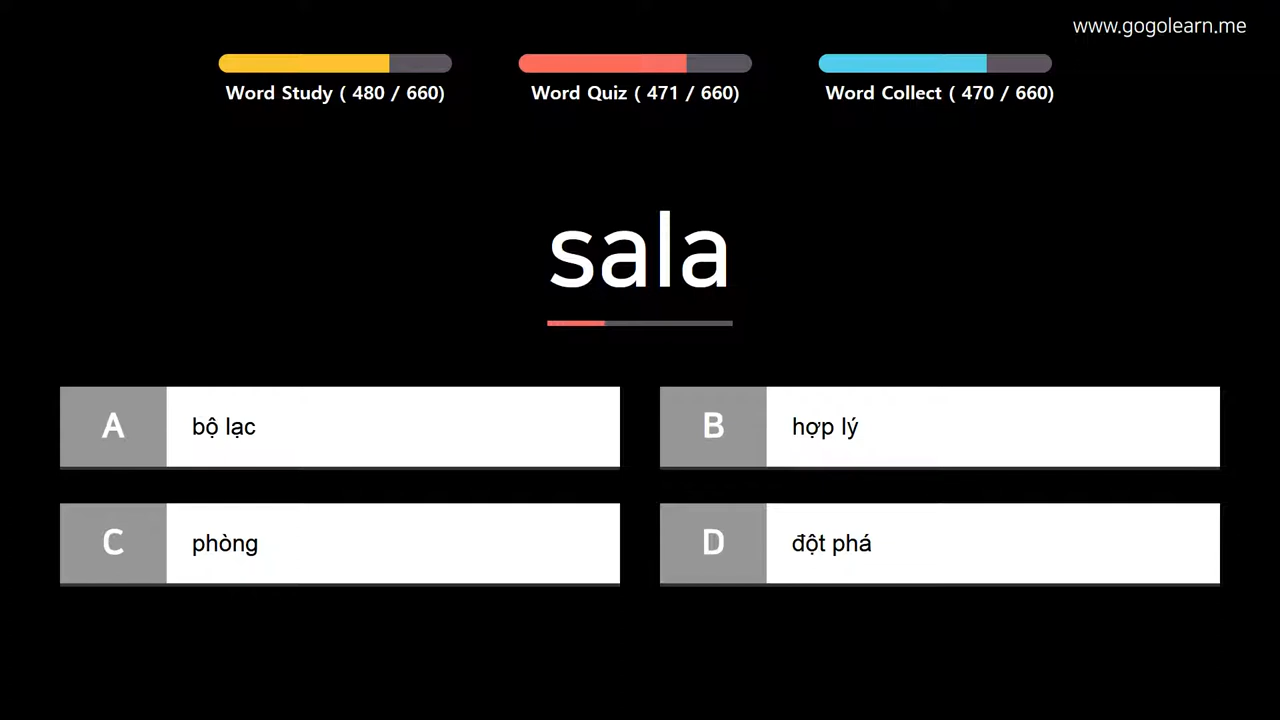 www.gogolearn.me
Word Study ( 480 / 660)
Word Quiz ( 471 / 660)
Word Collect ( 470 / 660)
sala
A bộ lạc
B hợp lý
C phòng
D đột phá